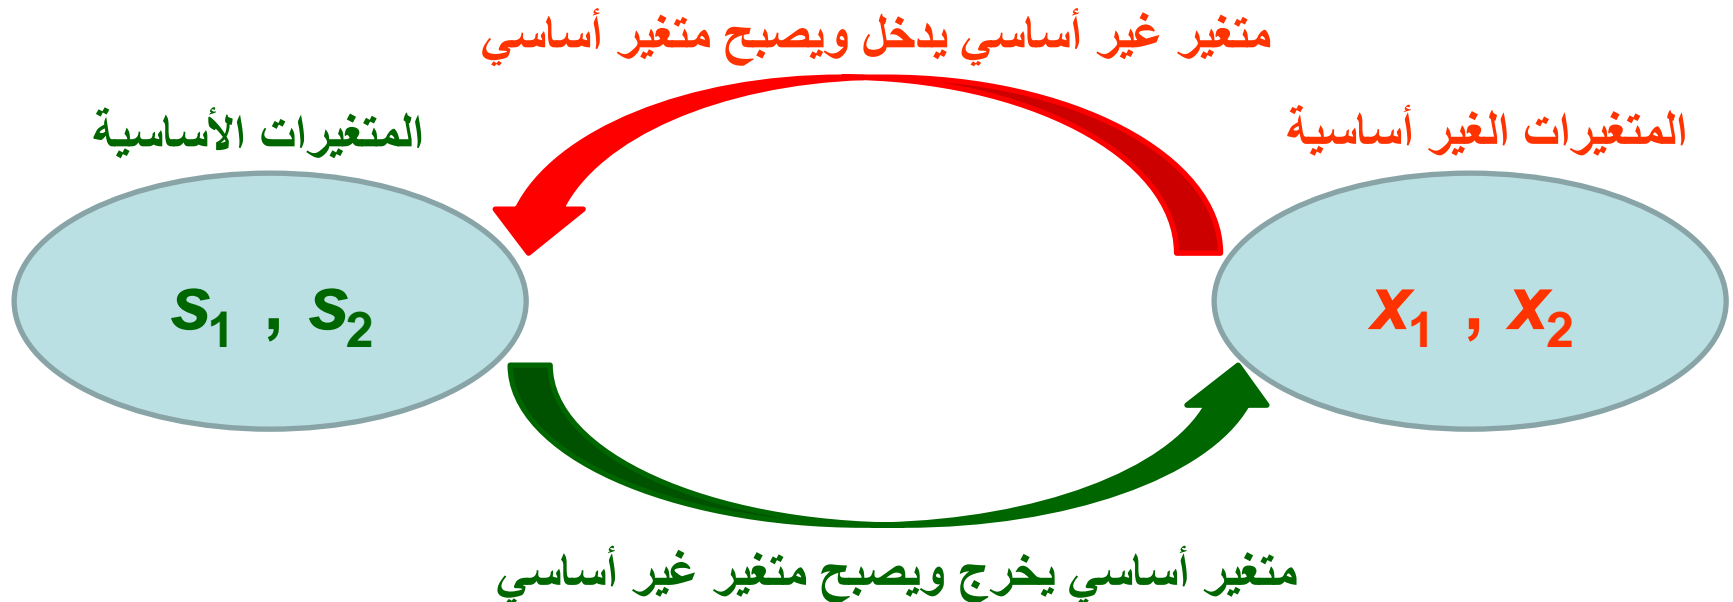 متغير غير أساسي يدخل ويصبح متغير أساسي
المتغيرات الغير أساسية
المتغيرات الأساسية
x₁ , x₂
s₁ , s₂
متغير أساسي يخرج ويصبح متغير غير أساسي